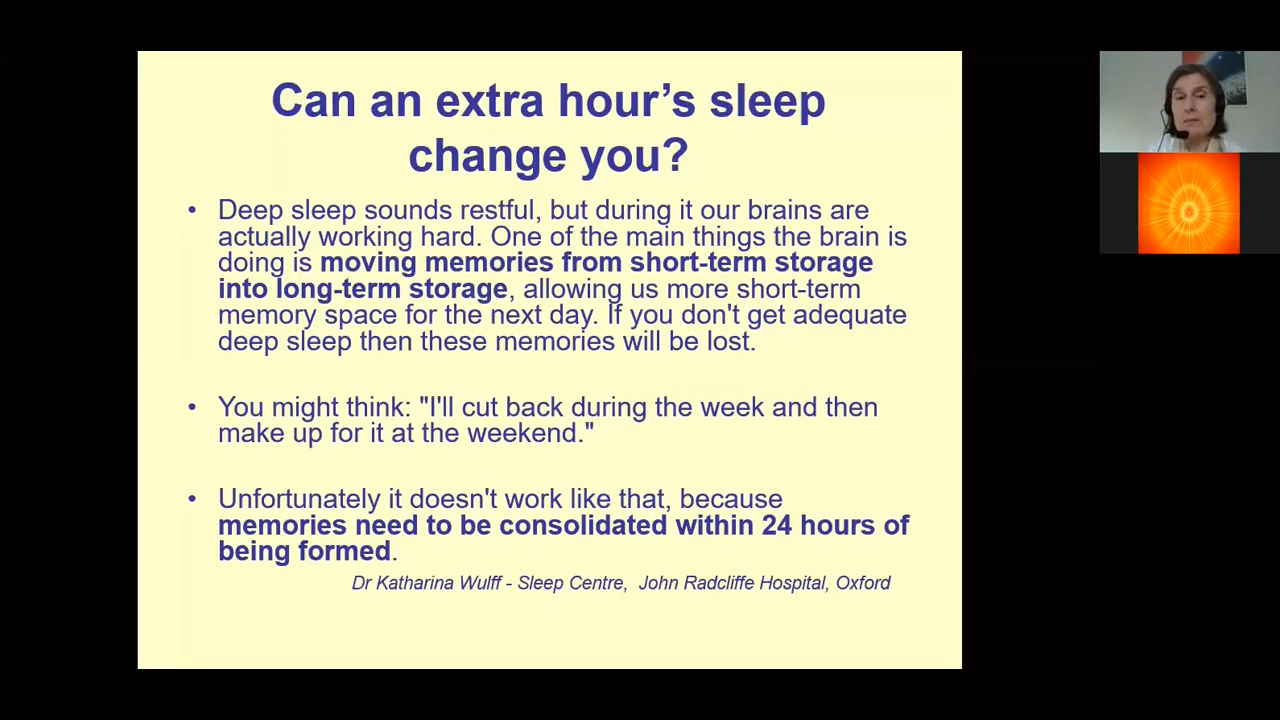 Can an extra hour’s sleep
change you?
• Deep sleep sounds restful, but during it our brains are
actually working hard. One of the main things the brain is
doing is moving memories from short-term storage
into long-term storage, allowing us more short-term
memory space for the next day. If you don't get adequate
deep sleep then these memories will be lost.
• You might think: "I'll cut back during the week and then
make up for it at the weekend."
• Unfortunately it doesn't work like that, because
memories need to be consolidated within 24 hours of
being formed.
Dr Katharina Wulff - Sleep Centre, John Radcliffe Hospital, Oxford